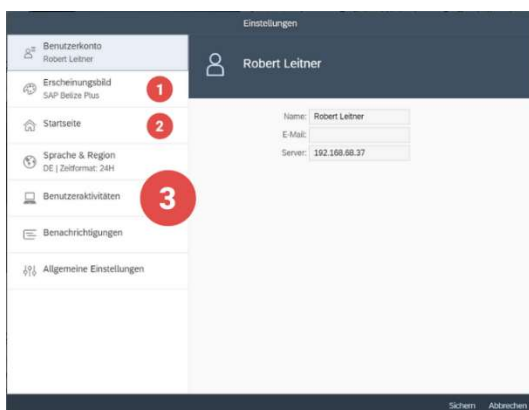 Einstellungen
Benutzerkonto
Robert Leitner
Erscheinungsbild
SAP Belize Plus
1
Startseite
2
Sprache & Region
DE | Zeitformat: 24H
Benutzeraktivitäten
3
Benachrichtigungen
Allgemeine Einstellungen
Robert Leitner
Name: Robert Leitner
E-Mail:
Server: 192.168.68.37
Sichern Abbrechen